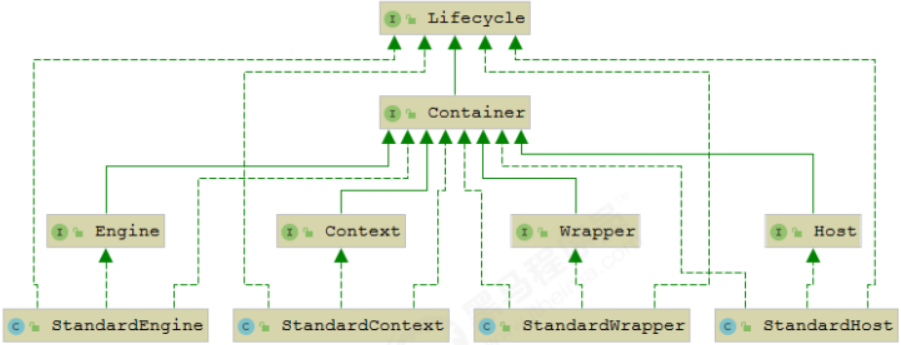 Lifecycle
Container
Engine
Context
Wrapper
Host
StandardEngine
StandardContext
StandardWrapper
StandardHost